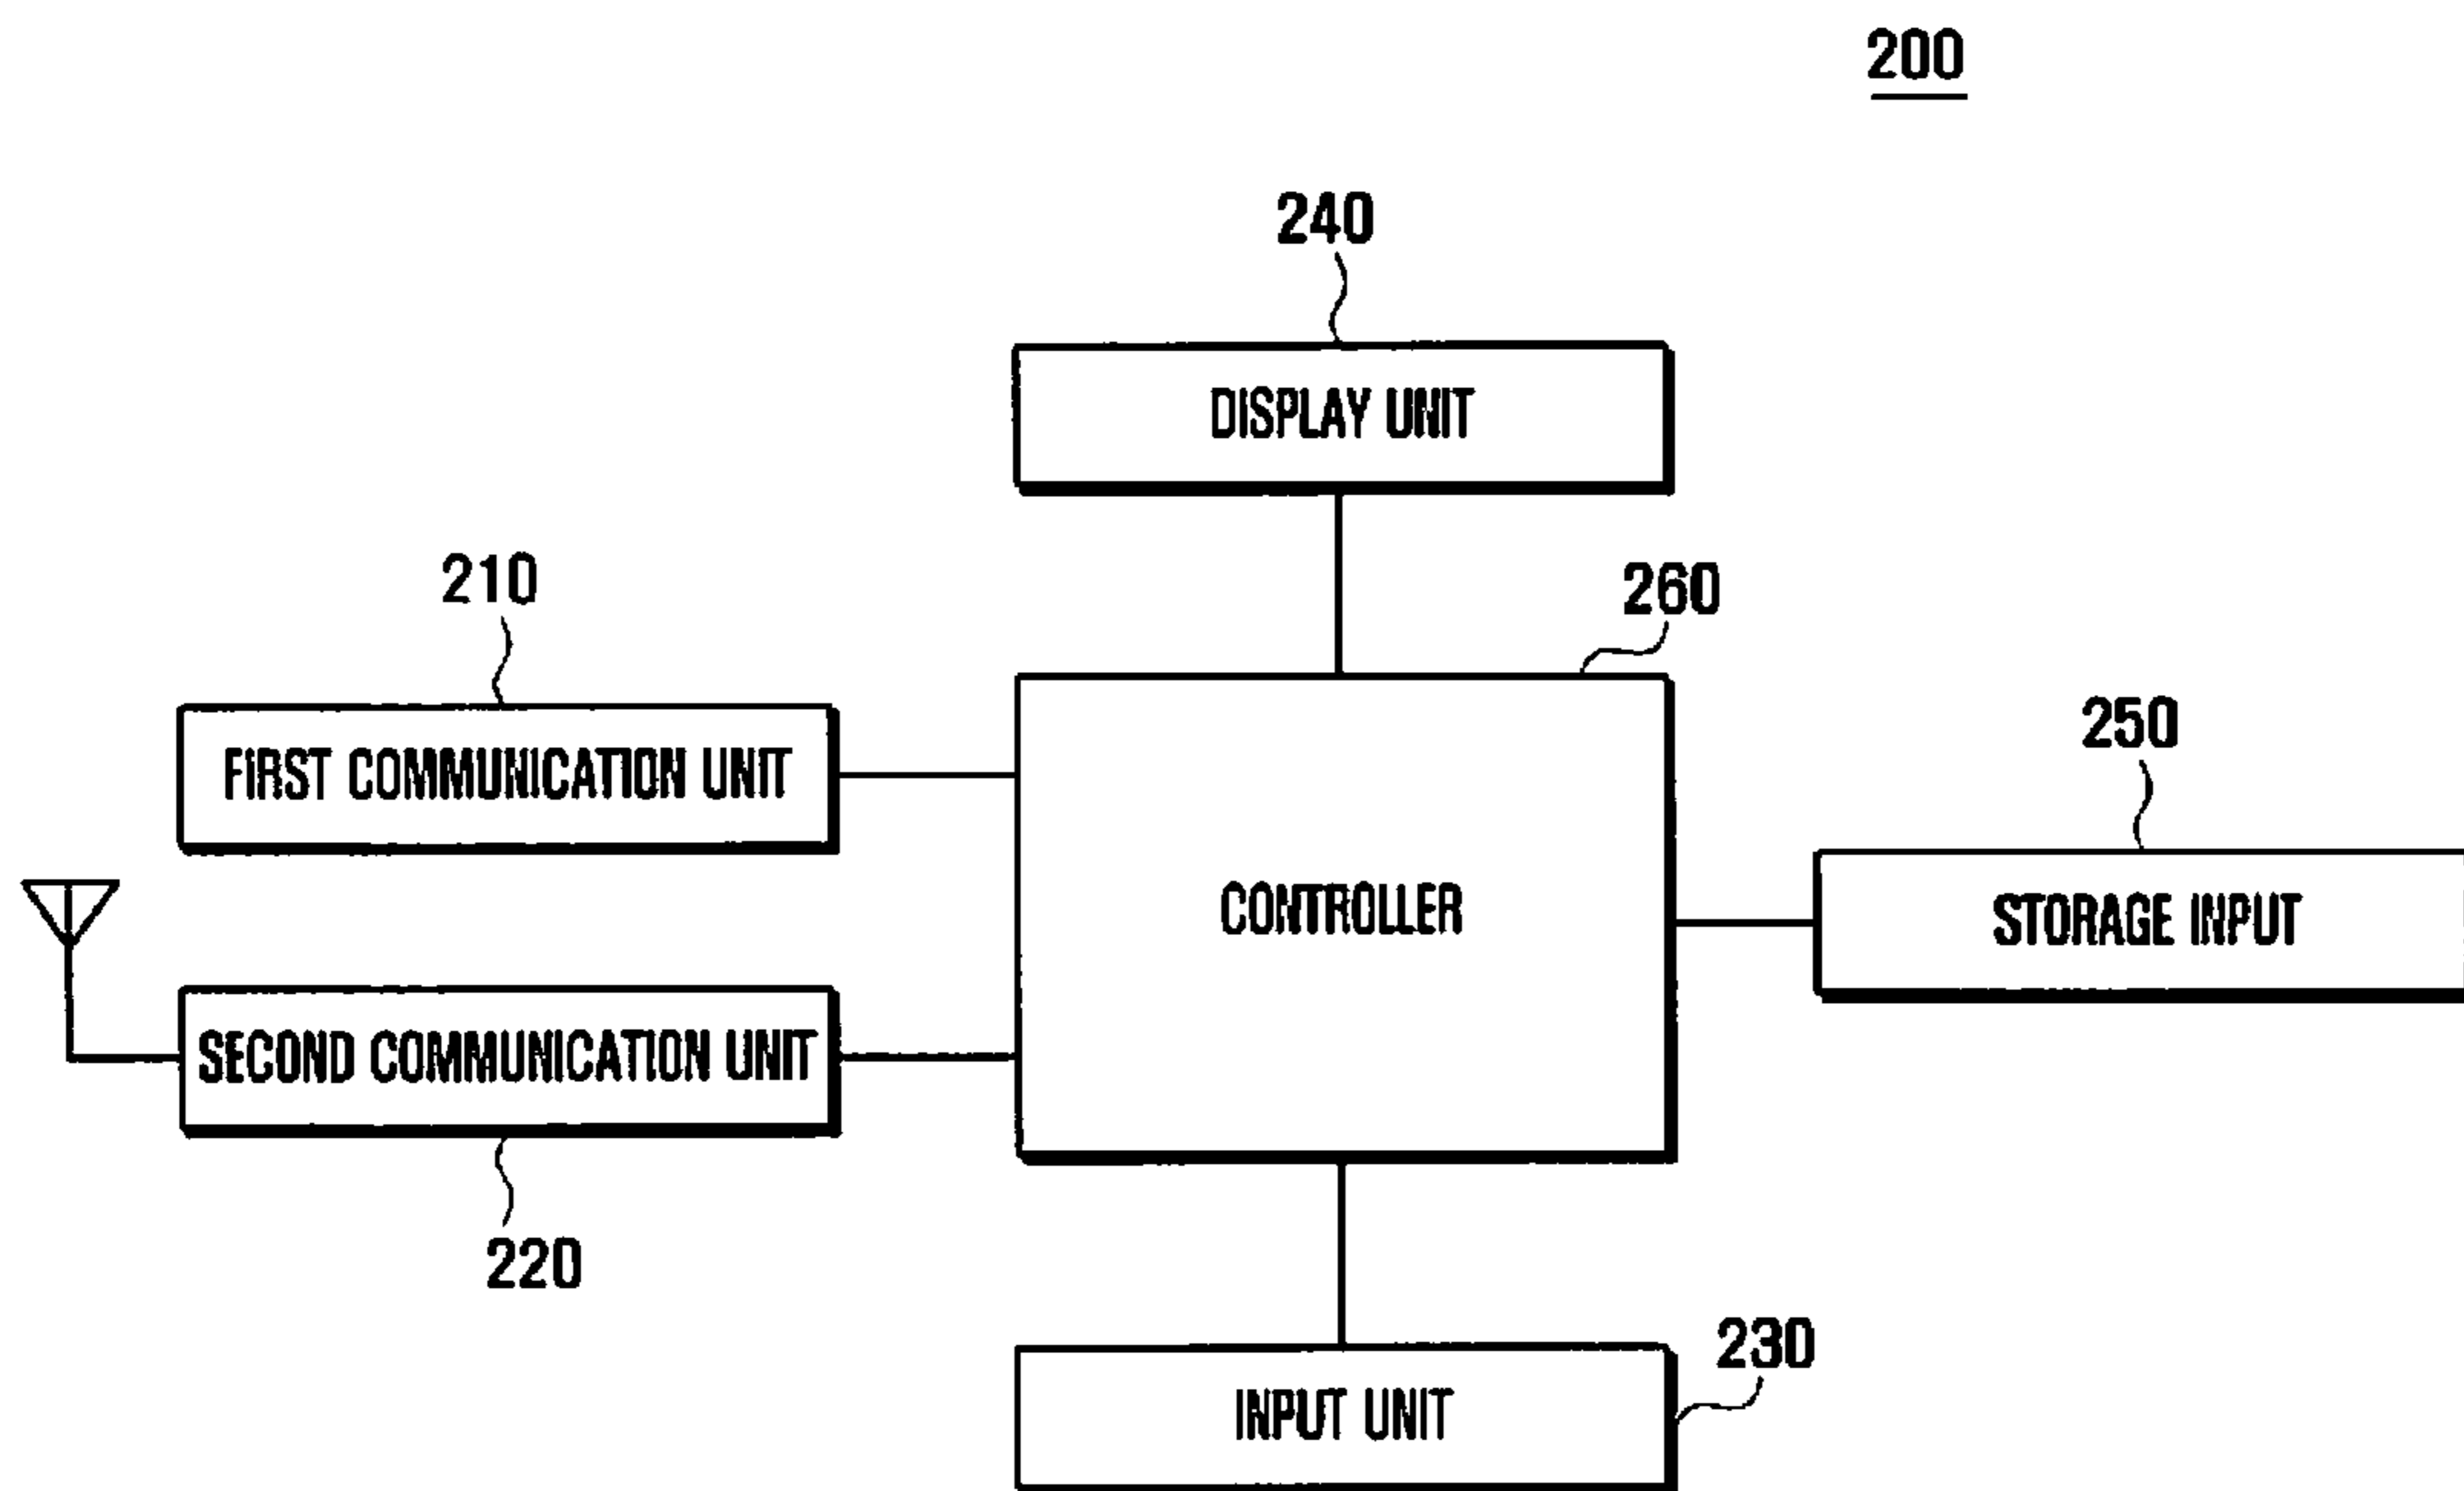 200
240
DISPLAY UNIT
210
260
250
FIRST COMMUNICATION UNIT
CONTROLLER
STORAGE INPUT
SECOND COMMUNICATION UNIT
220
230
INPUT UNIT